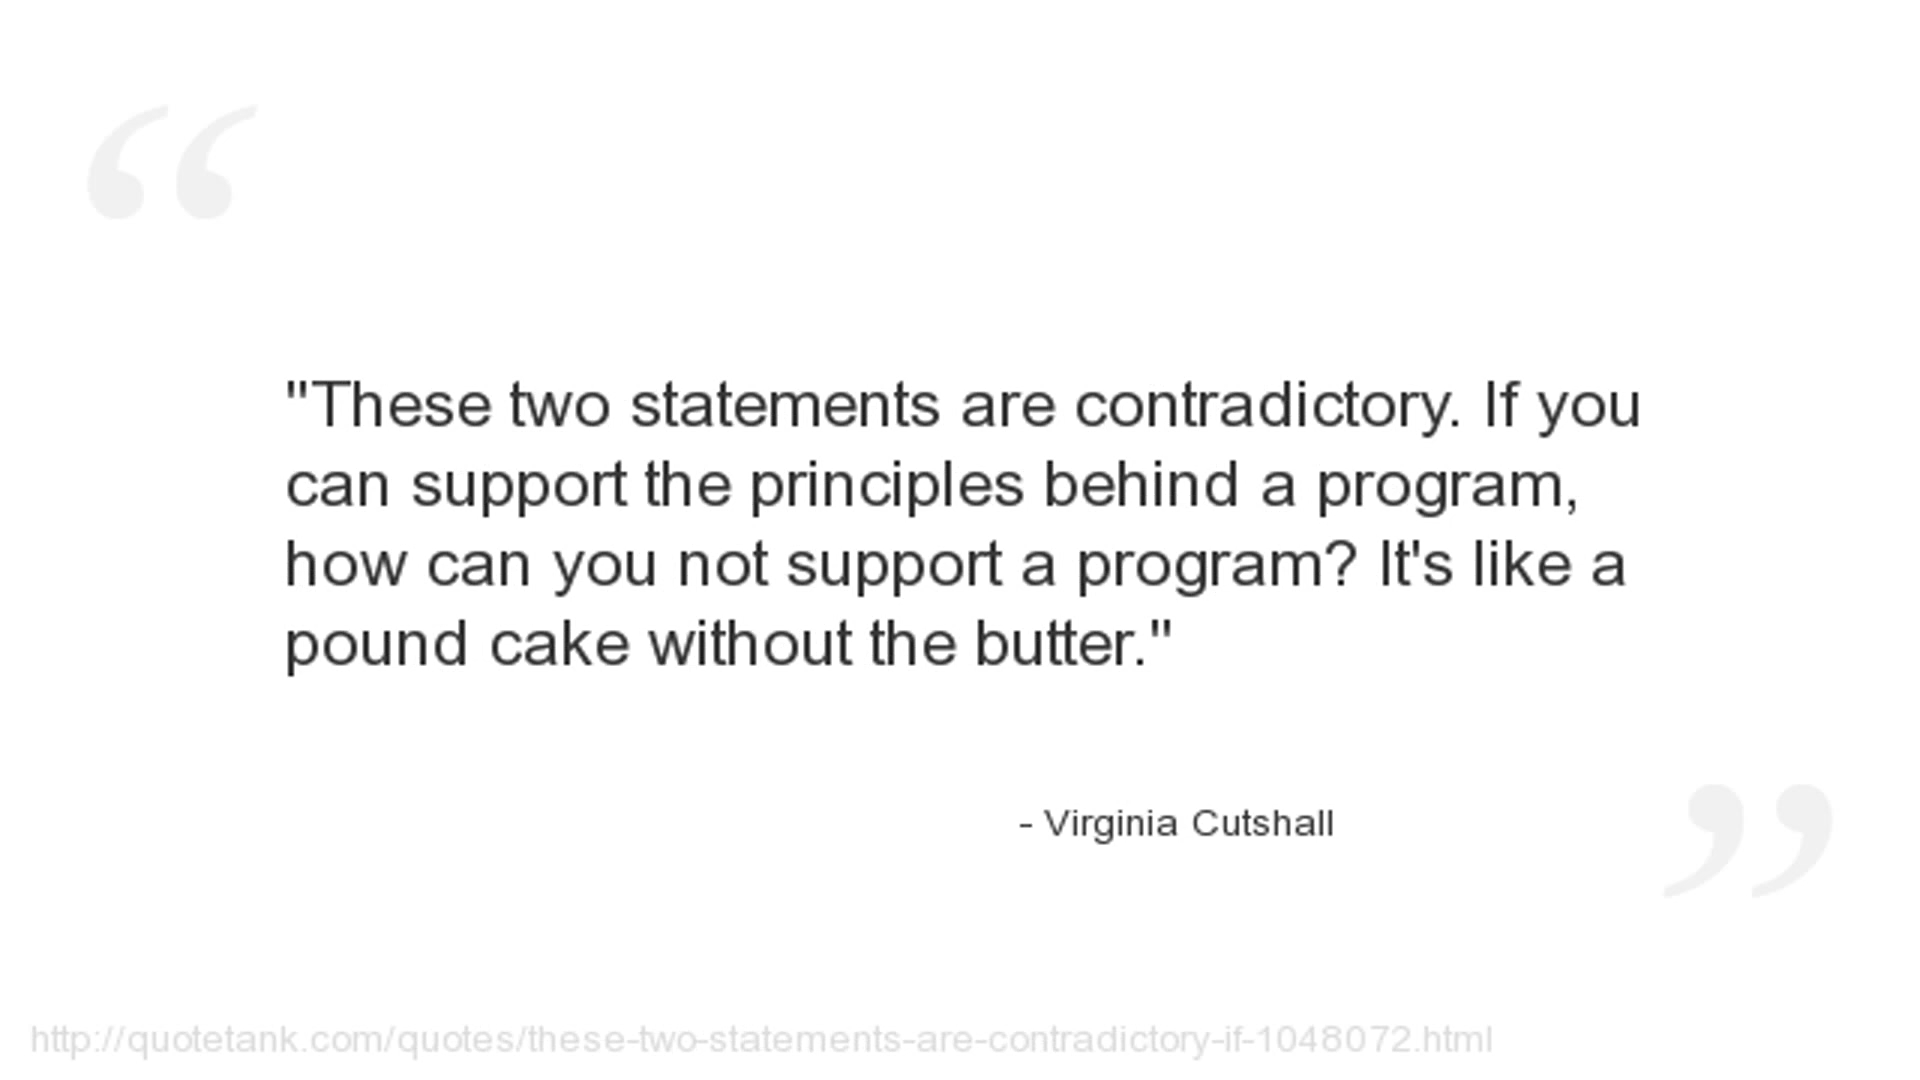 "These two statements are contradictory. If you
can support the principles behind a program,
how can you not support a program? It's like a
pound cake without the butter."
- Virginia Cutshall
http://quotetank.com/quotes/these-two-statements-are-contradictory-if-1048072.html